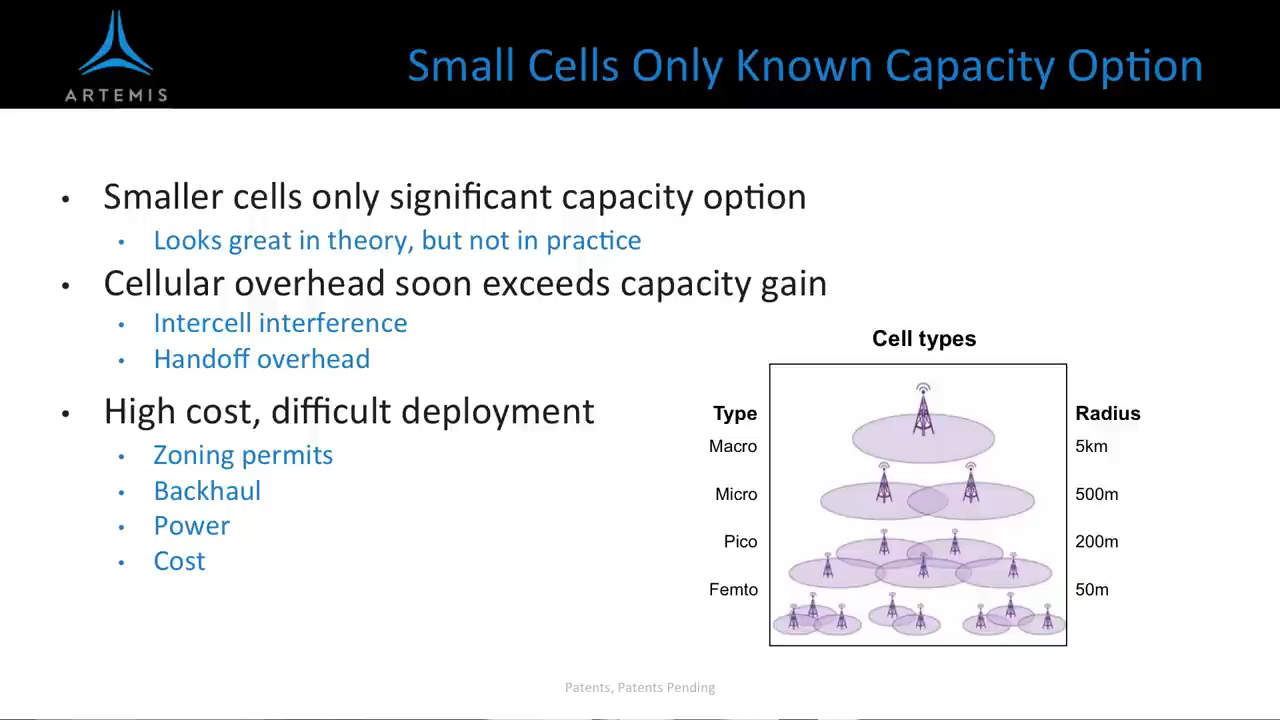 ARTEMIS
Small Cells Only Known Capacity Option
• Smaller cells only significant capacity option
• Looks great in theory, but not in practice
• Cellular overhead soon exceeds capacity gain
• Intercell interference
• Handoff overhead
• High cost, difficult deployment
• Zoning permits
• Backhaul
• Power
• Cost
Cell types
Type Radius
Macro 5km
Micro 500m
Pico 200m
Femto 50m
Patents, Patents Pending